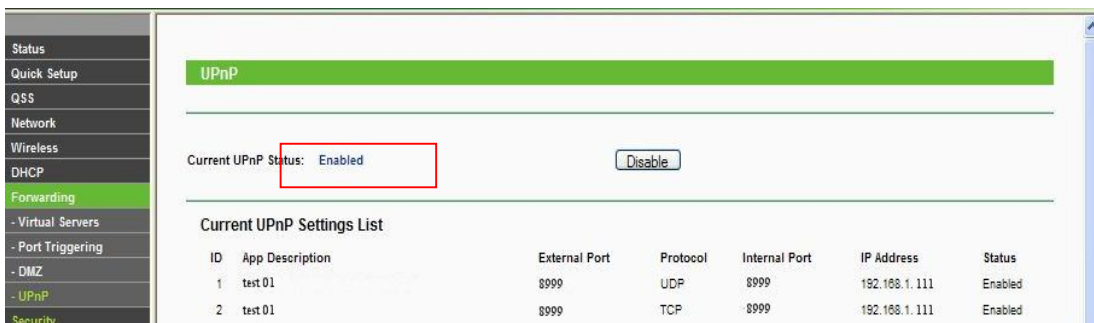 Status
Quick Setup
QSS
Network
Wireless
DHCP
Forwarding
- Virtual Servers
- Port Triggering
- DMZ
- UPnP
Security
UPnP
Current UPnP Status: Enabled Disable
Current UPnP Settings List
ID App Description External Port Protocol Internal Port IP Address Status
1 test 01 8999 UDP 8999 192.168.1.111 Enabled
2 test 01 8999 TCP 8999 192.168.1.111 Enabled